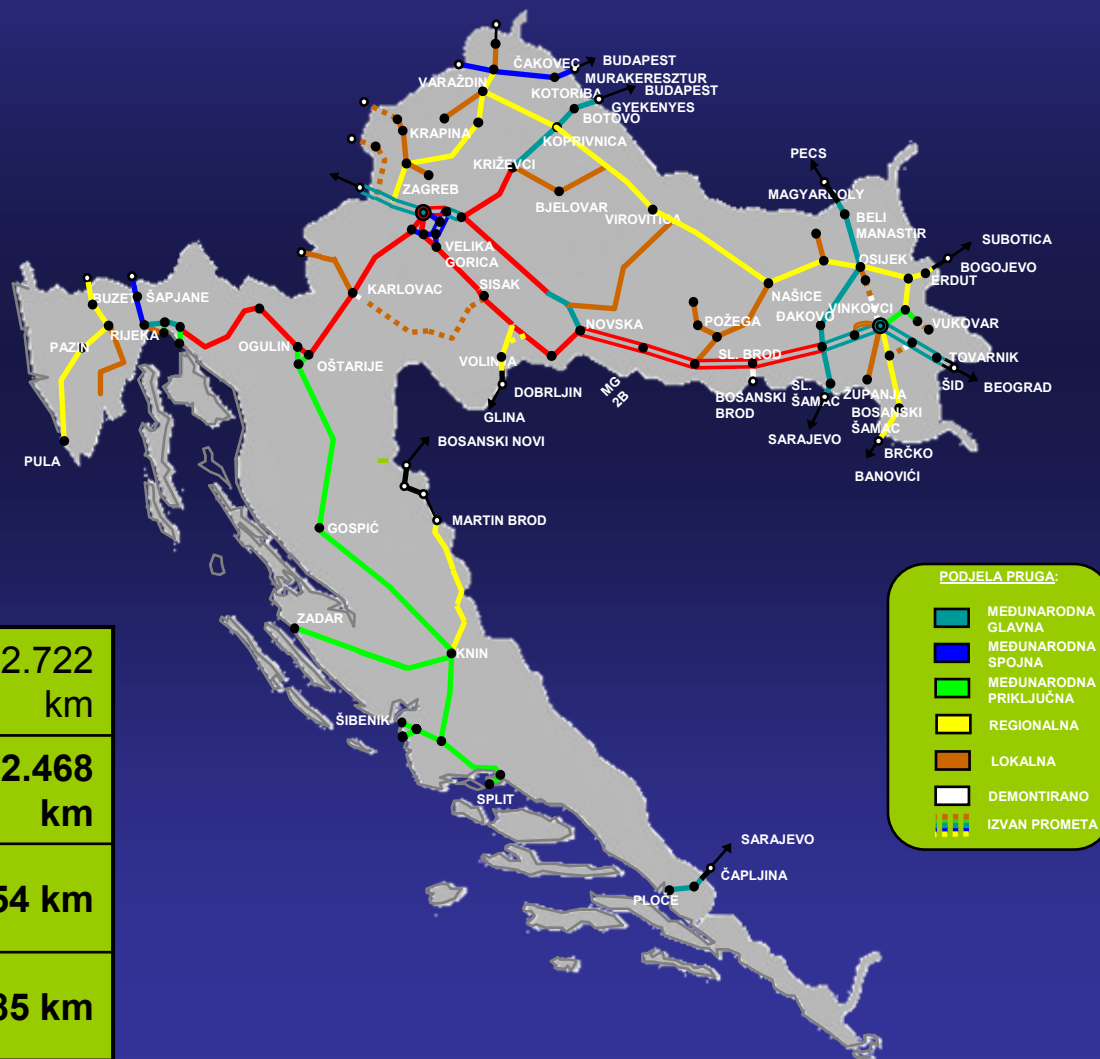 BUDAPEST
ČAKOVEC
MURAKERESZTUR
VARAŽDIN
KOTORIBA
BUDAPEST
GYEKENYES
BOTOVO
KRAPINA
KOPRIVNICA
KRIŽEVCI
PECS
ZAGREB
MAGYARBOLY
BJELOVAR
VIROVITICA
BELI
MANASTIR
SUBOTICA
VELIKA
GORICA
OSIJEK
BOGOJEVO
ERDUT
KARLOVAC
SISAK
NAŠICE
VINKOVCI
BUZET
ŠAPJANE
ĐAKOVO
VUKOVAR
POŽEGA
NOVSKA
RIJEKA
PAZIN
OGULIN
OŠTARIJE
VOLINJA
SL. BROD
TOVARNIK
ŠID
BEOGRAD
DOBRLJIN
MG
2B
BOSANSKI
BROD
SL.
ŠAMAC
ŽUPANJA
BOSANSKI
ŠAMAC
GLINA
SARAJEVO
BRČKO
BANOVIĆI
BOSANSKI NOVI
PULA
MARTIN BROD
GOSPIĆ
ZADAR
KNIN
ŠIBENIK
SPLIT
SARAJEVO
ČAPLJINA
PLOČE
PODJELA PRUGA:
MEĐUNARODNA
GLAVNA
MEĐUNARODNA
SPOJNA
MEĐUNARODNA
PRIKLJUČNA
REGIONALNA
LOKALNA
DEMONTIRANO
IZVAN PROMETA
2.722
km
2.468
km
54 km
35 km